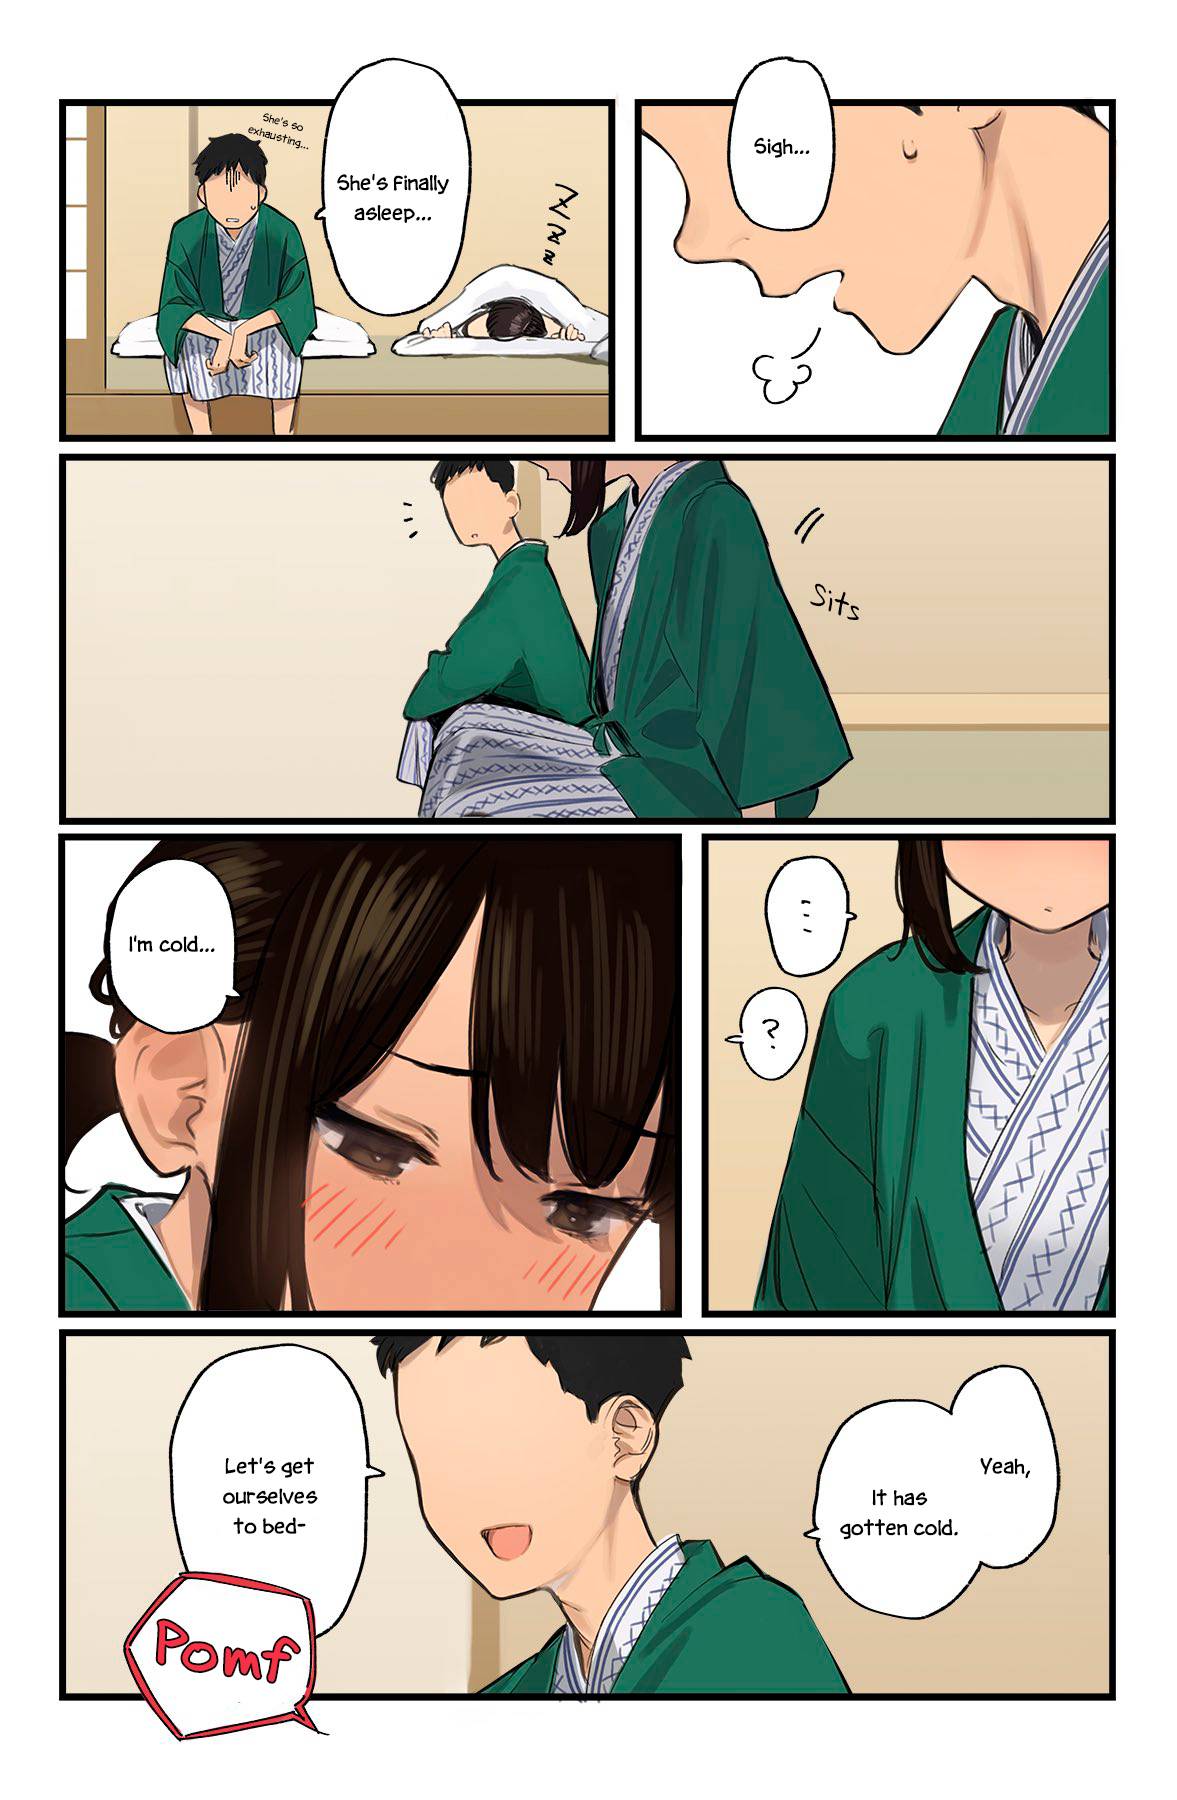 Sigh...
She's finally
asleep...
She's so
exhausting...
Sits
...
?
I'm cold...
Yeah,
It has
gotten cold.
Let's get
ourselves
to bed-
Pomf